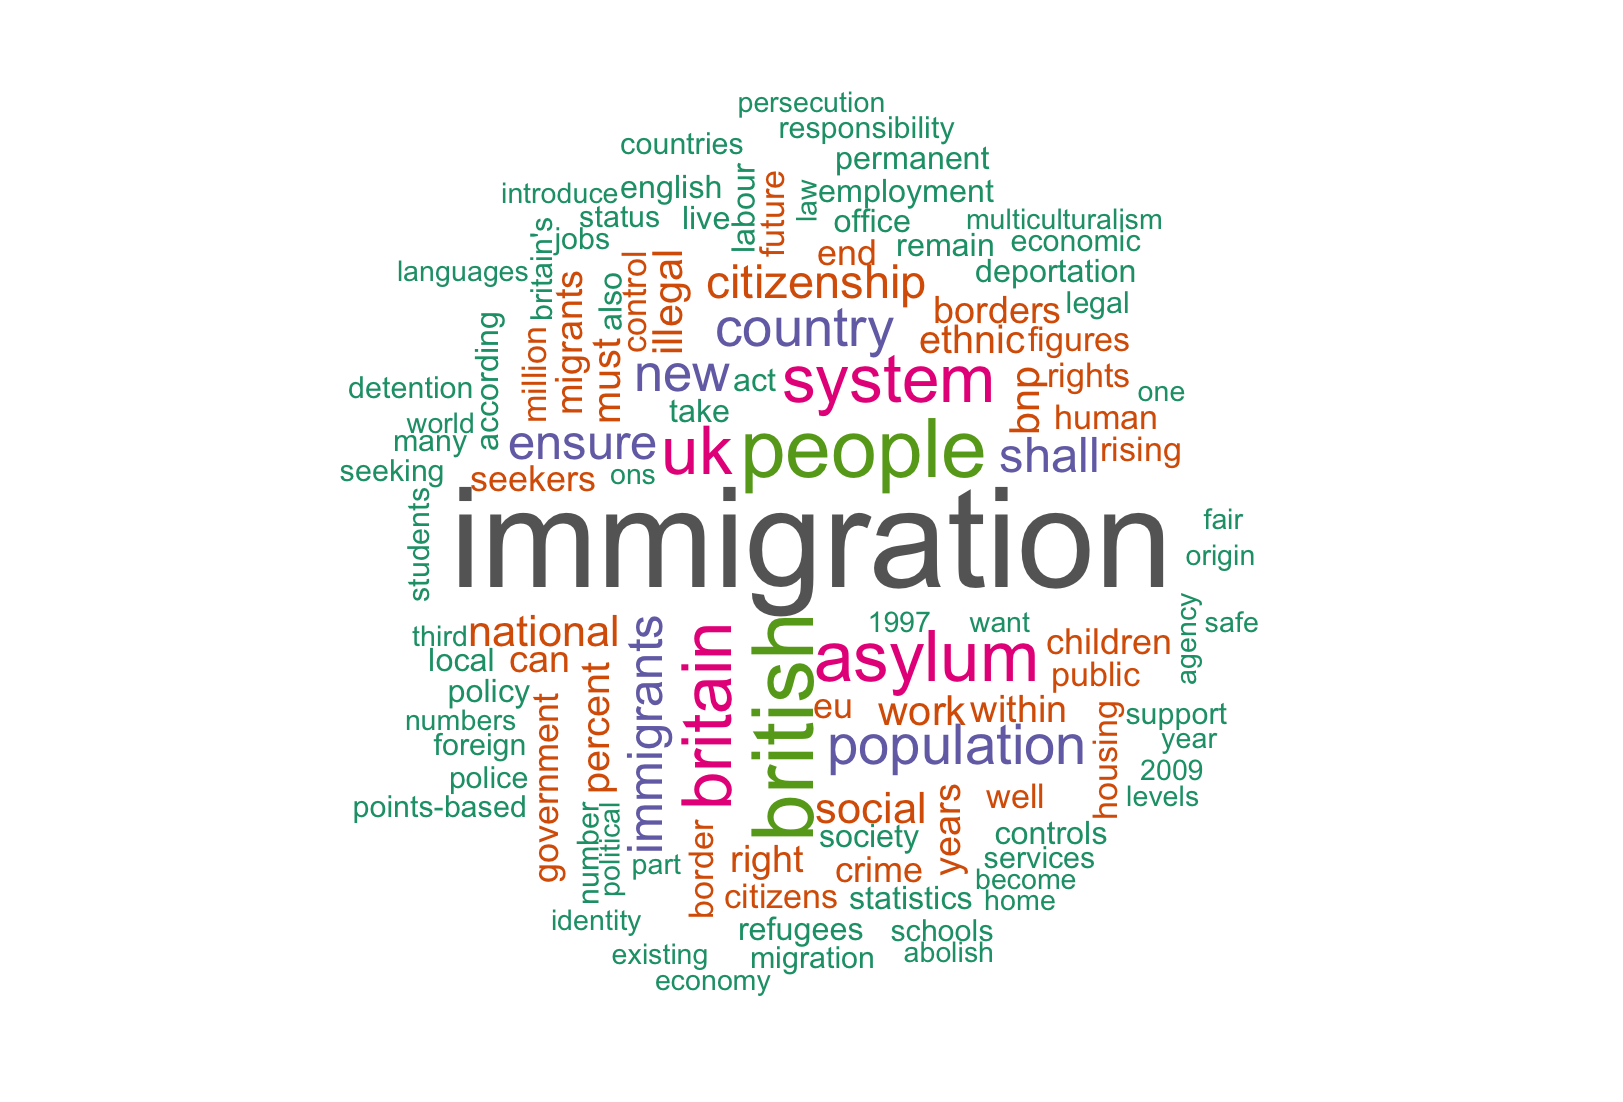 persecution
responsibility
countries
permanent
introduce
english
labour
future
law
employment
status
live
office
multiculturalism
britain's
jobs
end
remain
economic
languages
control
illegal
citizenship
deportation
migrants
also
borders
legal
according
million
must
country
ethnic
figures
detention
new
act
system
bnp
rights
one
world
take
human
many
ensure
uk
people
shall
rising
seeking
seekers
ons
immigration
students
fair
origin
third
national
immigrants
britain
british
1997
want
asylum
children
agency
safe
local
can
public
policy
percent
eu
work
within
support
numbers
government
housing
foreign
population
year
police
2009
points-based
social
years
well
levels
number
political
society
controls
part
border
right
crime
services
become
citizens
statistics
home
identity
refugees
schools
existing
migration
abolish
economy